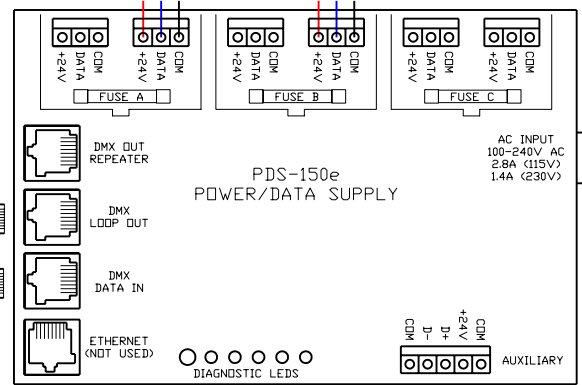 +24V DATA COM +24V DATA COM
FUSE A
+24V DATA COM +24V DATA COM
FUSE B
+24V DATA COM +24V DATA COM
FUSE C
DMX OUT
REPEATER
DMX
LOOP OUT
DMX
DATA IN
ETHERNET
(NOT USED)
PDS-150e
POWER/DATA SUPPLY
AC INPUT
100-240V AC
2.8A (115V)
1.4A (230V)
DIAGNOSTIC LEDS
COM D- D+ +24V COM
AUXILIARY